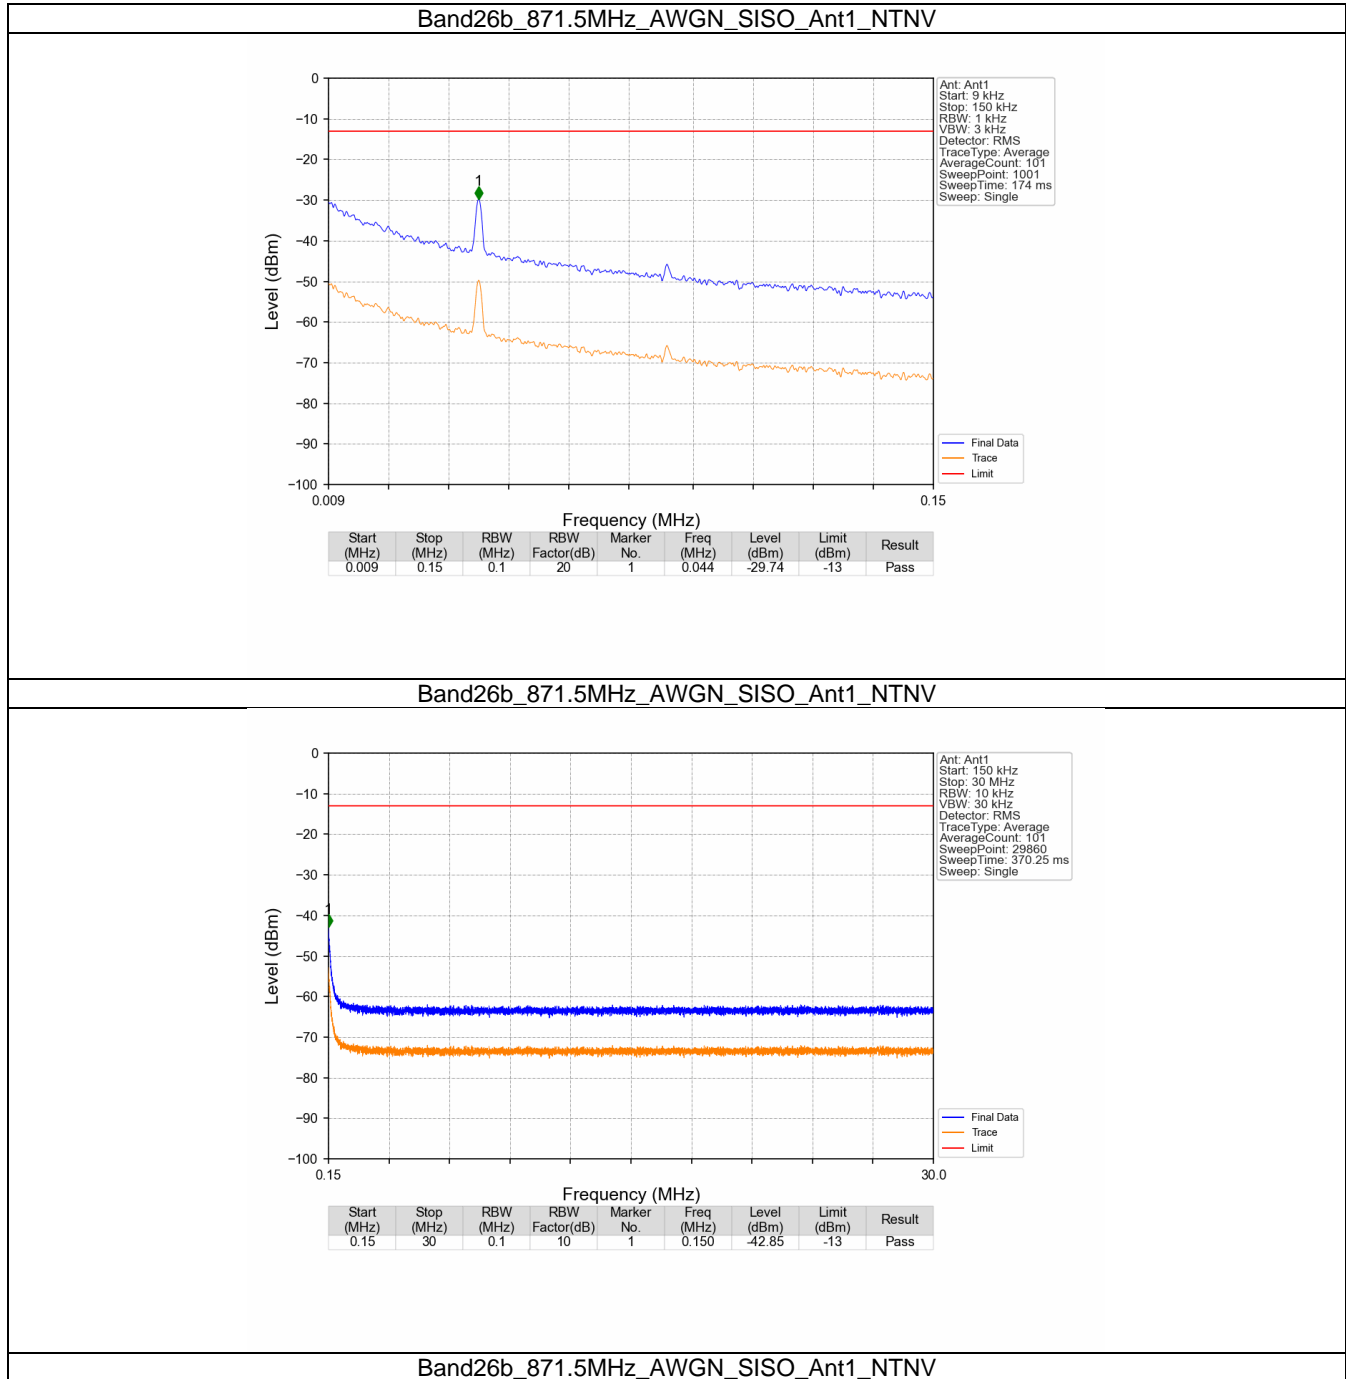 Band26b_871.5MHz_AWGN_SISO_Ant1_NTNV
0
−10
−20
−30
−40
−50
−60
−70
−80
−90
−100
Level (dBm)
1
0.009
0.15
Frequency (MHz)
Ant: Ant1
Start: 9 kHz
Stop: 150 kHz
RBW: 1 kHz
VBW: 3 kHz
Detector: RMS
TraceType: Average
AverageCount: 101
SweepPoint: 1001
SweepTime: 174 ms
Sweep: Single
Final Data
Trace
Limit
Start (MHz) Stop (MHz) RBW (MHz) RBW Factor(dB) Marker No. Freq (MHz) Level (dBm) Limit (dBm) Result
0.009 0.15 0.1 20 1 0.044 -29.74 -13 Pass
Band26b_871.5MHz_AWGN_SISO_Ant1_NTNV
0
−10
−20
−30
−40
−50
−60
−70
−80
−90
−100
Level (dBm)
1
0.15
30.0
Frequency (MHz)
Ant: Ant1
Start: 150 kHz
Stop: 30 MHz
RBW: 10 kHz
VBW: 30 kHz
Detector: RMS
TraceType: Average
AverageCount: 101
SweepPoint: 29860
SweepTime: 370.25 ms
Sweep: Single
Final Data
Trace
Limit
Start (MHz) Stop (MHz) RBW (MHz) RBW Factor(dB) Marker No. Freq (MHz) Level (dBm) Limit (dBm) Result
0.15 30 0.1 10 1 0.150 -42.85 -13 Pass
Band26b_871.5MHz_AWGN_SISO_Ant1_NTNV